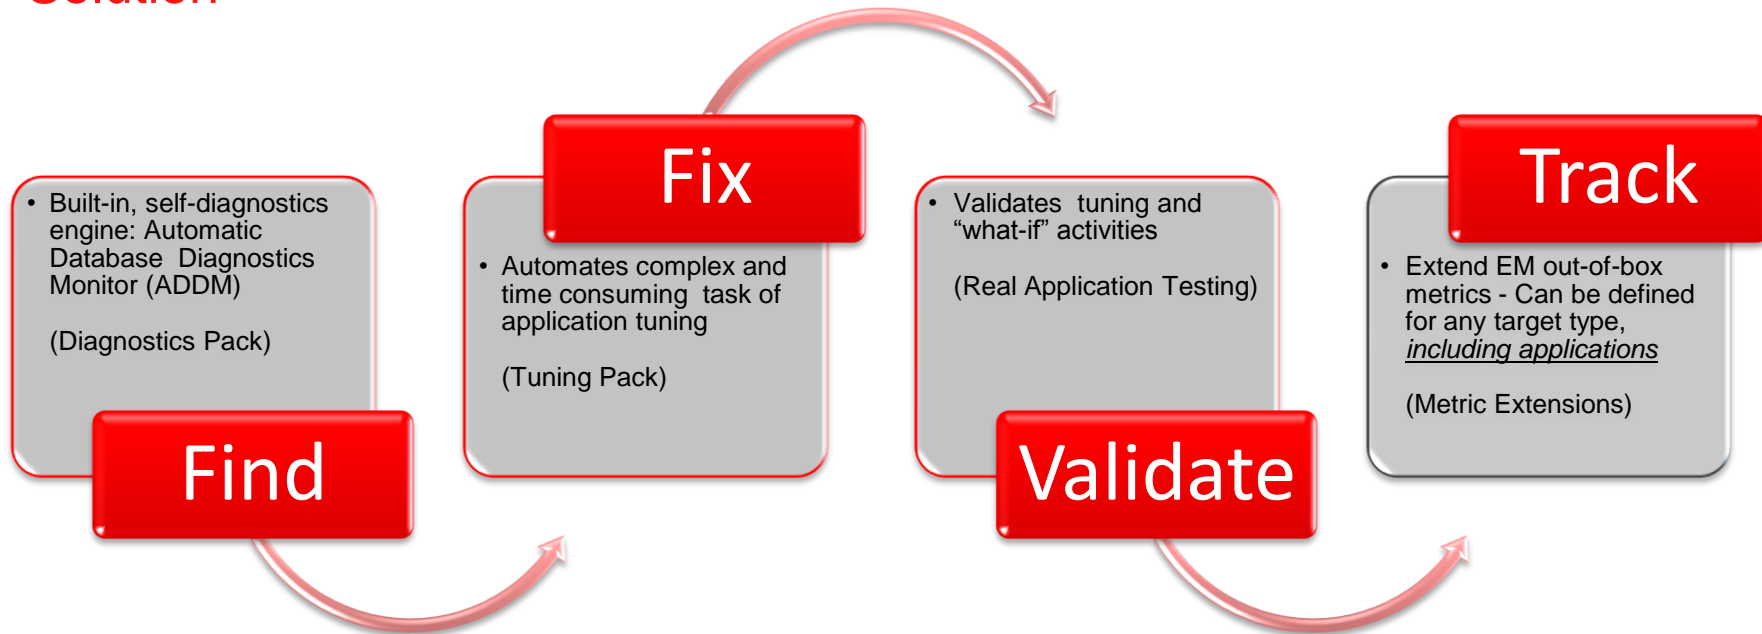 Solution
• Built-in, self-diagnostics
engine: Automatic
Database Diagnostics
Monitor (ADDM)
(Diagnostics Pack)
Find
Fix
• Automates complex and
time consuming task of
application tuning
(Tuning Pack)
• Validates tuning and
“what-if” activities
(Real Application Testing)
Validate
Track
• Extend EM out-of-box
metrics - Can be defined
for any target type,
including applications
(Metric Extensions)